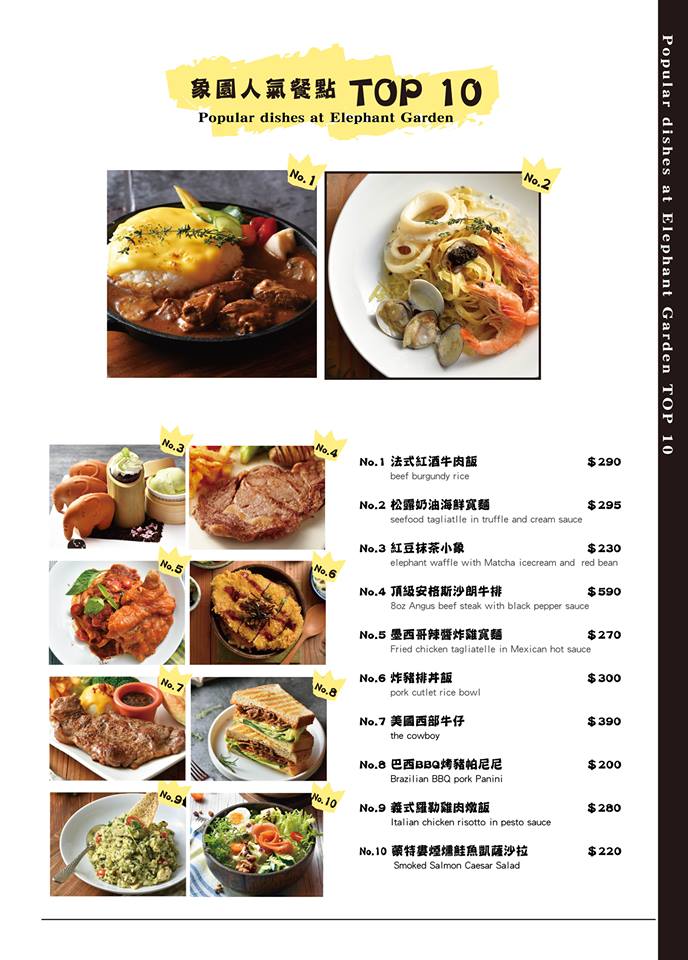 象園人氣餐點 TOP 10
Popular dishes at Elephant Garden
Popular dishes at Elephant Garden TOP 10
No.1
No.2
No.3
No.4
No.5
No.6
No.7
No.8
No.9
No.10
No.1 法式紅酒牛肉飯 $290
beef burgundy rice
No.2 松露奶油海鮮寬麵 $295
seefood tagliatlle in truffle and cream sauce
No.3 紅豆抹茶小象 $230
elephant waffle with Matcha icecream and red bean
No.4 頂級安格斯沙朗牛排 $590
8oz Angus beef steak with black pepper sauce
No.5 墨西哥辣醬炸雞寬麵 $270
Fried chicken tagliatelle in Mexican hot sauce
No.6 炸豬排丼飯 $300
pork cutlet rice bowl
No.7 美國西部牛仔 $390
the cowboy
No.8 巴西BBQ烤豬帕尼尼 $200
Brazilian BBQ pork Panini
No.9 義式羅勒雞肉燉飯 $280
Italian chicken risotto in pesto sauce
No.10 蒙特婁煙燻鮭魚凱薩沙拉 $220
Smoked Salmon Caesar Salad